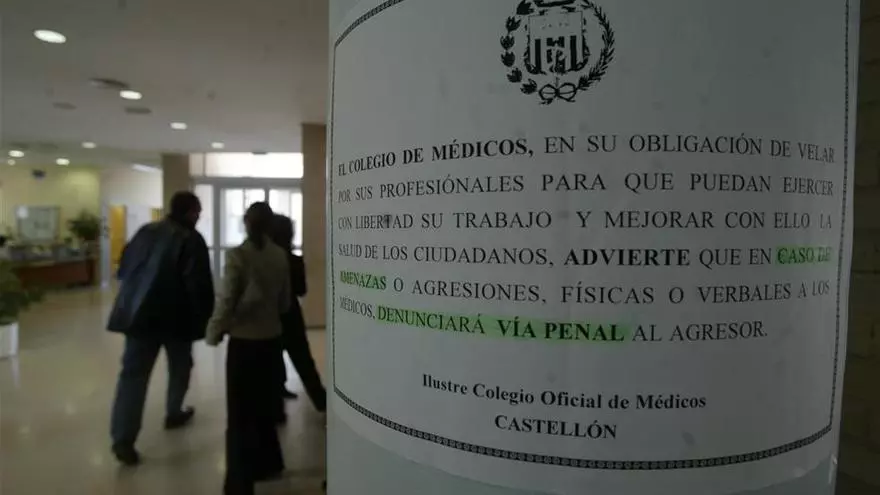 EL COLEGIO DE MÉDICOS, EN SU OBLIGACIÓN DE VELAR
POR SUS PROFESIÓNALES PARA QUE PUEDAN EJERCER
CON LIBERTAD SU TRABAJO Y MEJORAR CON ELLO LA
SALUD DE LOS CIUDADANOS, ADVIERTE QUE EN CASO DE
AMENAZAS O AGRESIONES, FÍSICAS O VERBALES A LOS
MÉDICOS, DENUNCIARÁ VÍA PENAL AL AGRESOR.
Ilustre Colegio Oficial de Médicos
CASTELLÓN